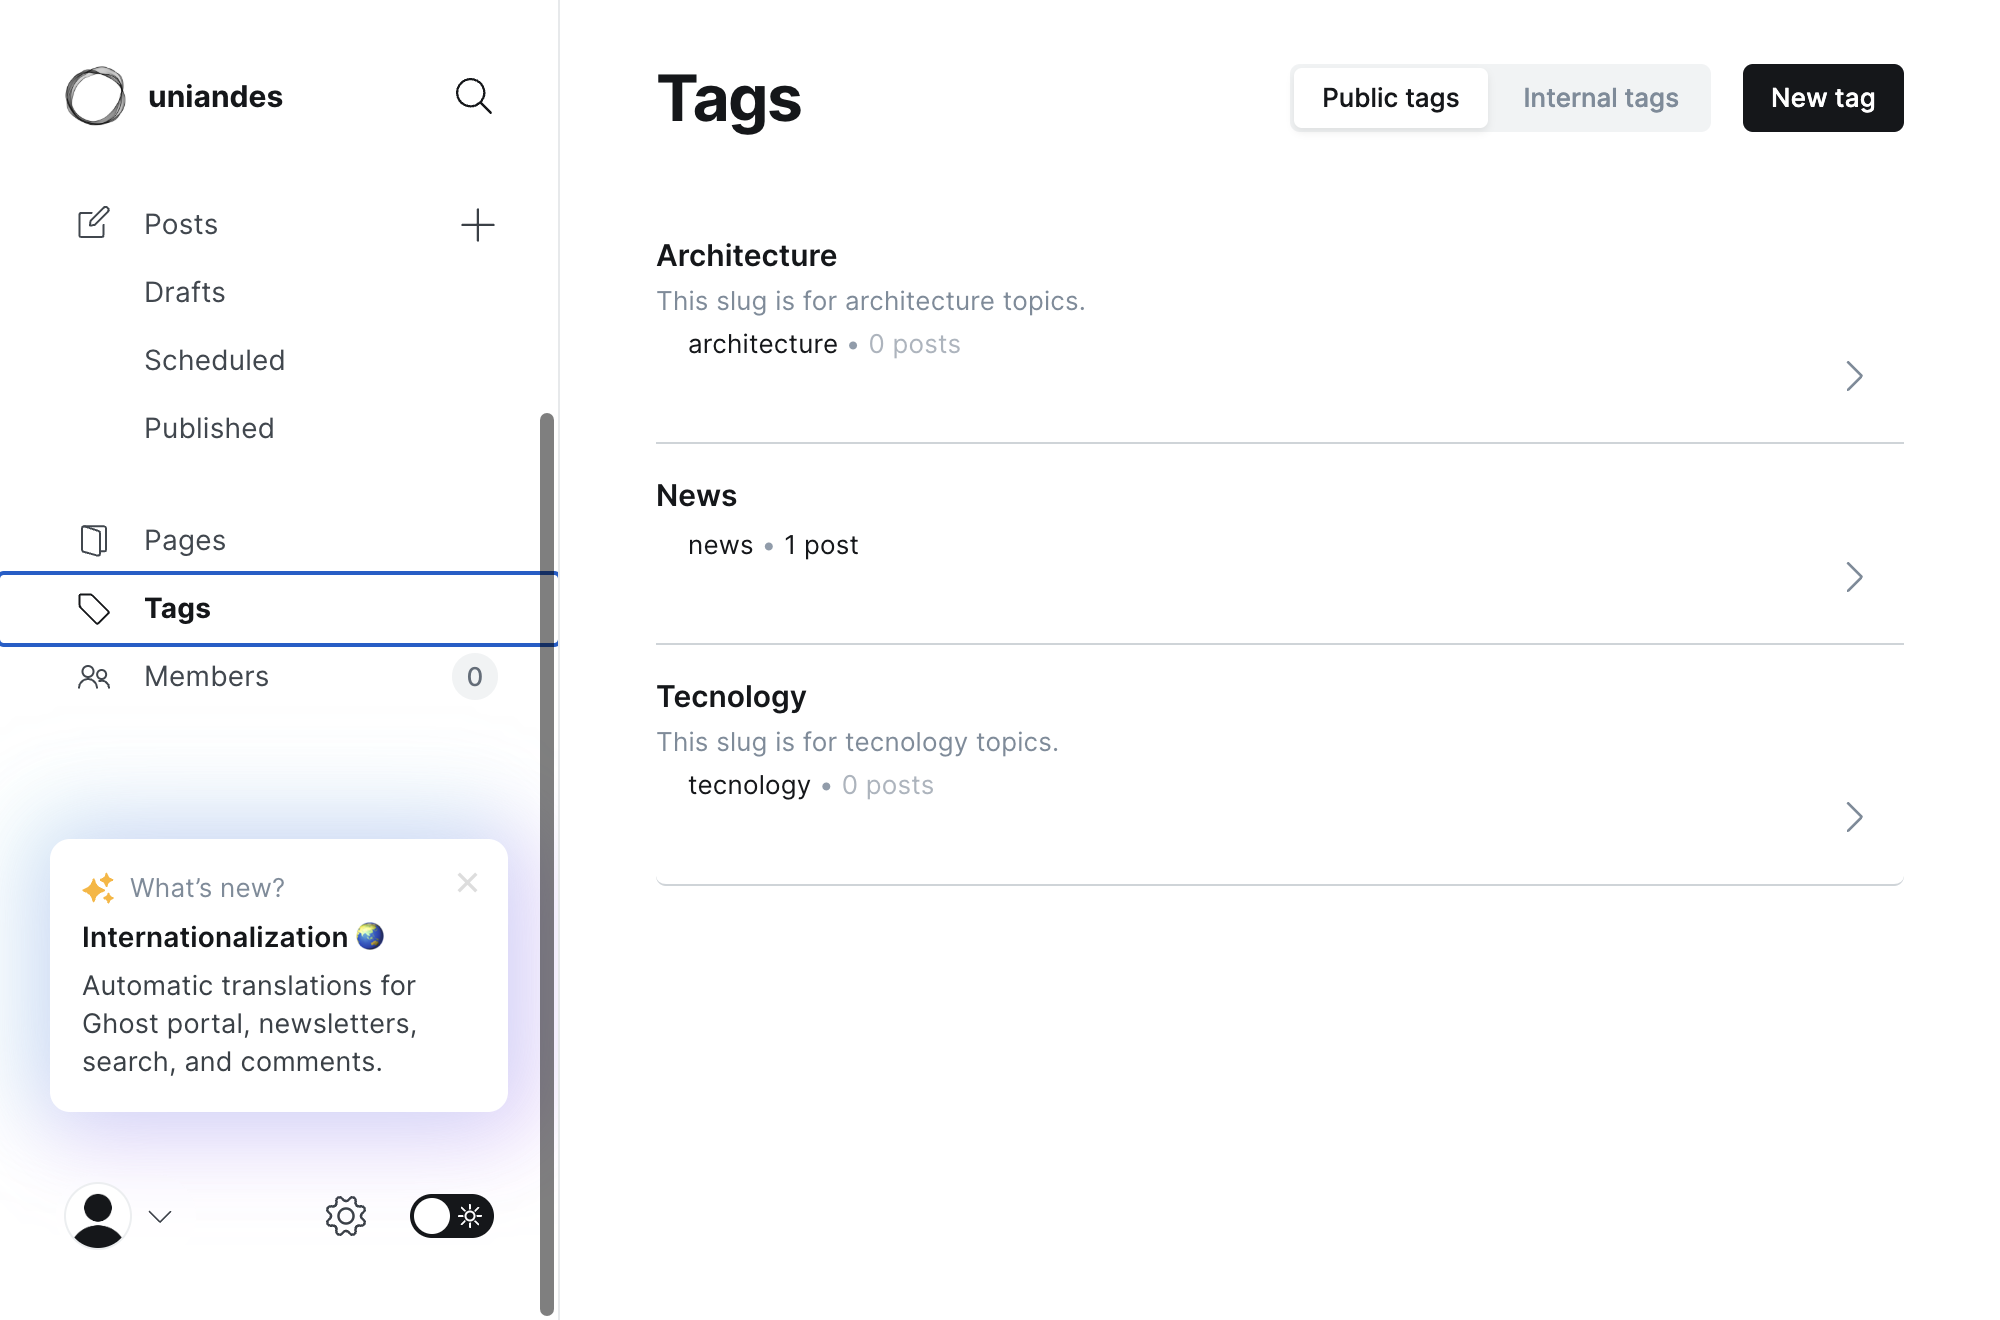 uniandes
Posts
Drafts
Scheduled
Published
Pages
Tags
Members 0
What's new?
Internationalization 🌏
Automatic translations for
Ghost portal, newsletters,
search, and comments.
Tags
Public tags Internal tags New tag
Architecture
This slug is for architecture topics.
architecture • 0 posts
News
news • 1 post
Tecnology
This slug is for tecnology topics.
tecnology • 0 posts